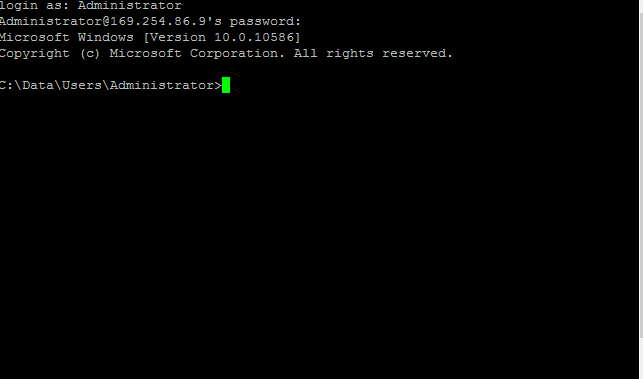 login as: Administrator
Administrator@169.254.86.9's password:
Microsoft Windows [Version 10.0.10586]
Copyright (c) Microsoft Corporation. All rights reserved.
C:\Data\Users\Administrator>